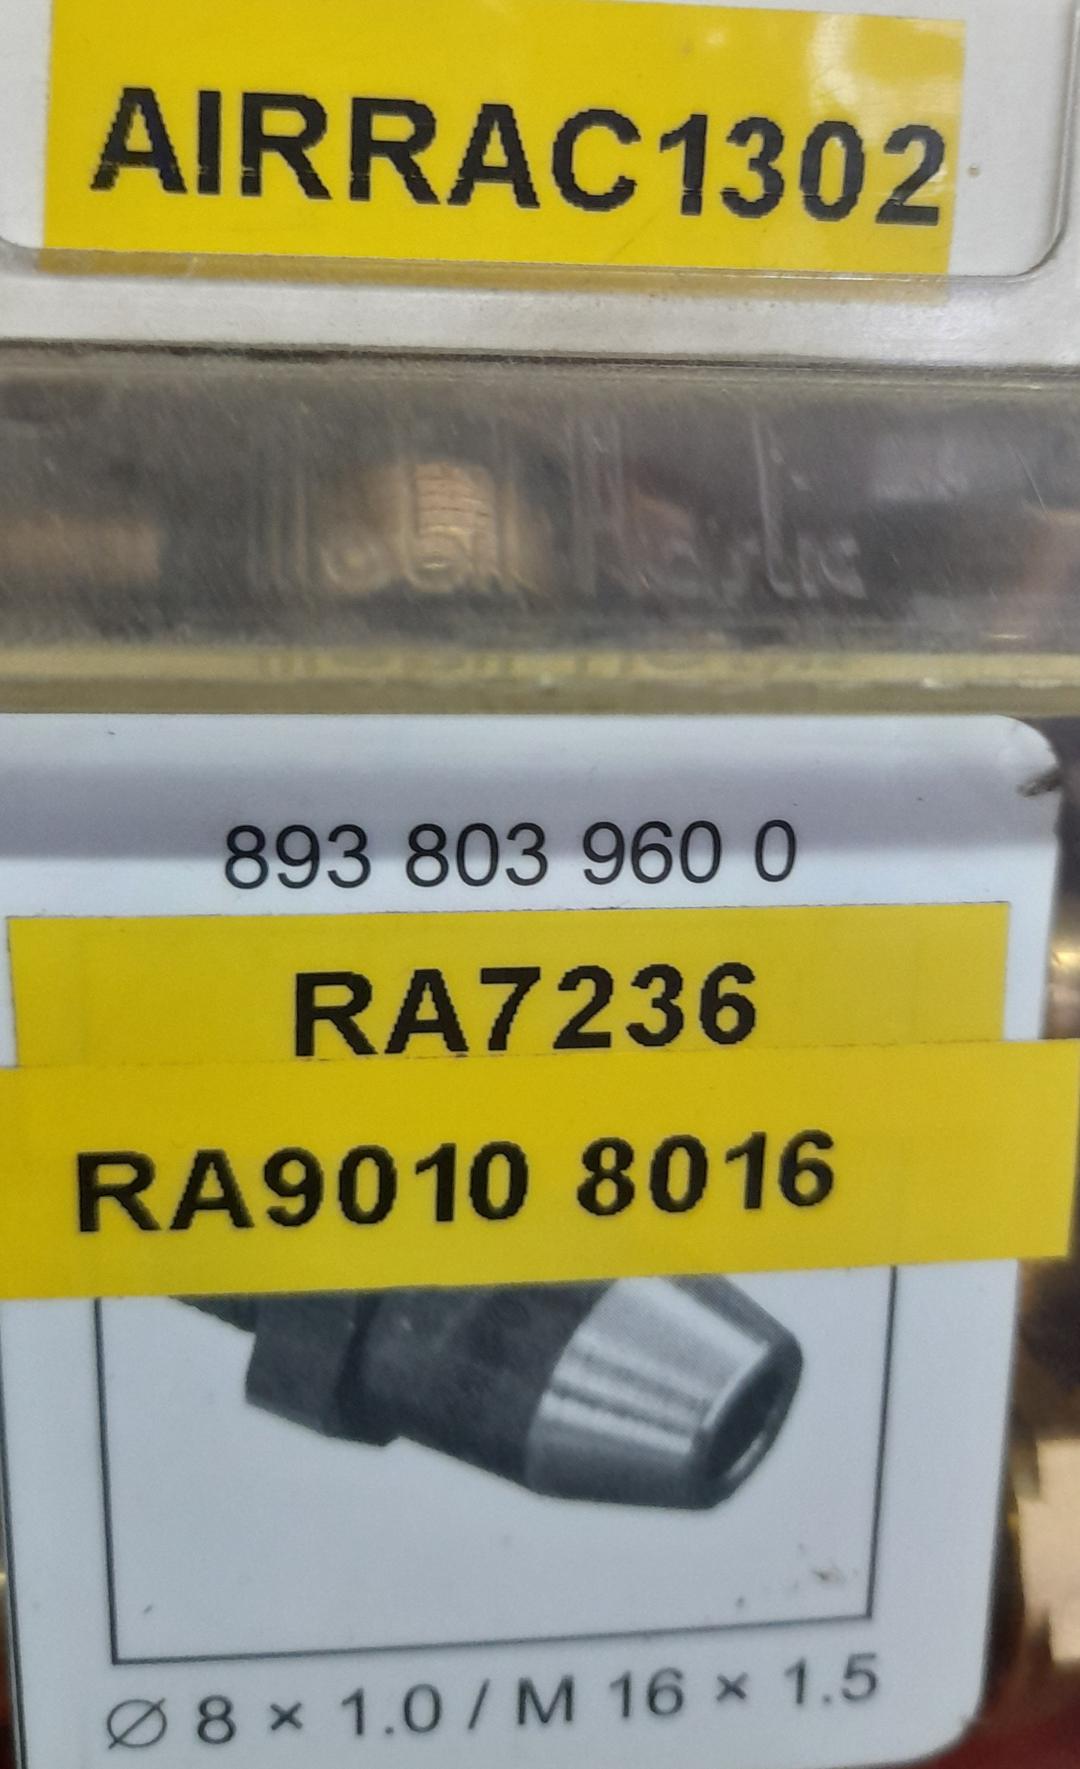 AIRRAC1302
893 803 960 0
RA7236
RA9010 8016
Ø 8 × 1.0 / M 16 × 1.5